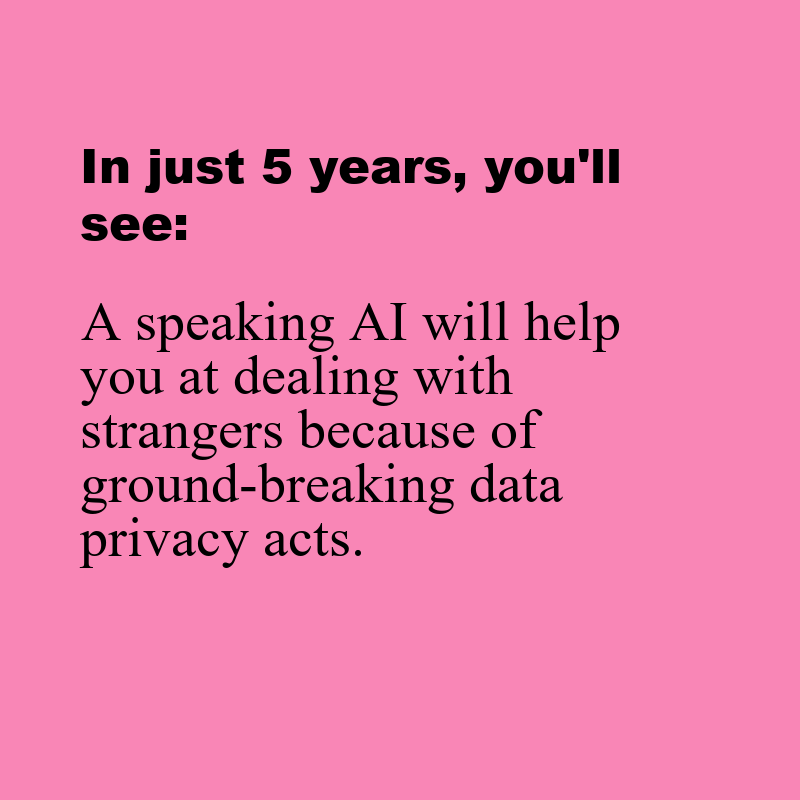 In just 5 years, you'll
see:
A speaking AI will help
you at dealing with
strangers because of
ground-breaking data
privacy acts.